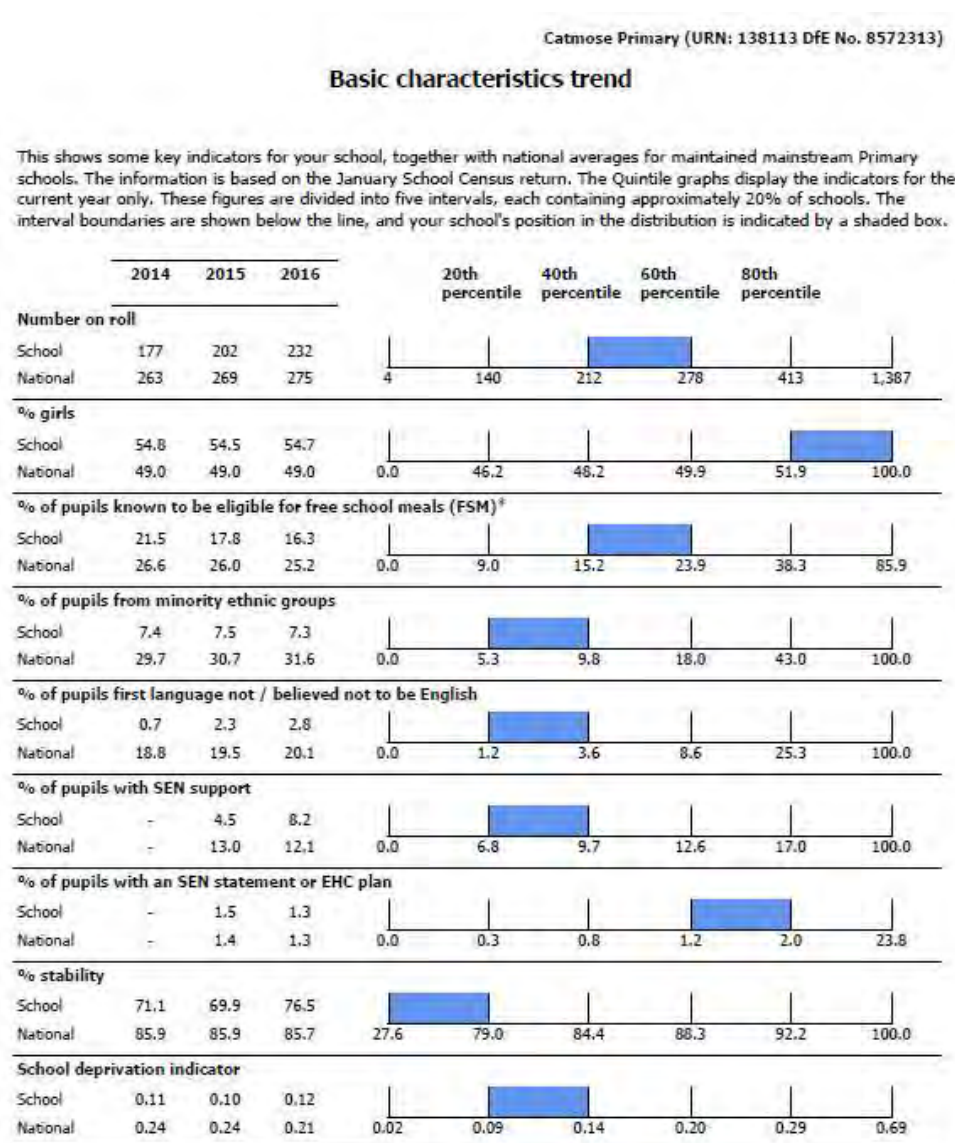 Catmose Primary (URN: 138113 DfE No. 8572313)
Basic characteristics trend
This shows some key indicators for your school, together with national averages for maintained mainstream Primary
schools. The information is based on the January School Census return. The Quintile graphs display the indicators for the
current year only. These figures are divided into five intervals, each containing approximately 20% of schools. The
interval boundaries are shown below the line, and your school's position in the distribution is indicated by a shaded box.
2014 2015 2016 20th percentile 40th percentile 60th percentile 80th percentile
Number on roll
School 177 202 232
National 263 269 275 4 140 212 278 413 1,387
% girls
School 54.8 54.5 54.7
National 49.0 49.0 49.0 0.0 46.2 48.2 49.9 51.9 100.0
% of pupils known to be eligible for free school meals (FSM)*
School 21.5 17.8 16.3
National 26.6 26.0 25.2 0.0 9.0 15.2 23.9 38.3 85.9
% of pupils from minority ethnic groups
School 7.4 7.5 7.3
National 29.7 30.7 31.6 0.0 5.3 9.8 18.0 43.0 100.0
% of pupils first language not / believed not to be English
School 0.7 2.3 2.8
National 18.8 19.5 20.1 0.0 1.2 3.6 8.6 25.3 100.0
% of pupils with SEN support
School - 4.5 8.2
National - 13.0 12.1 0.0 6.8 9.7 12.6 17.0 100.0
% of pupils with an SEN statement or EHC plan
School - 1.5 1.3
National - 1.4 1.3 0.0 0.3 0.8 1.2 2.0 23.8
% stability
School 71.1 69.9 76.5
National 85.9 85.9 85.7 27.6 79.0 84.4 88.3 92.2 100.0
School deprivation indicator
School 0.11 0.10 0.12
National 0.24 0.24 0.21 0.02 0.09 0.14 0.20 0.29 0.69